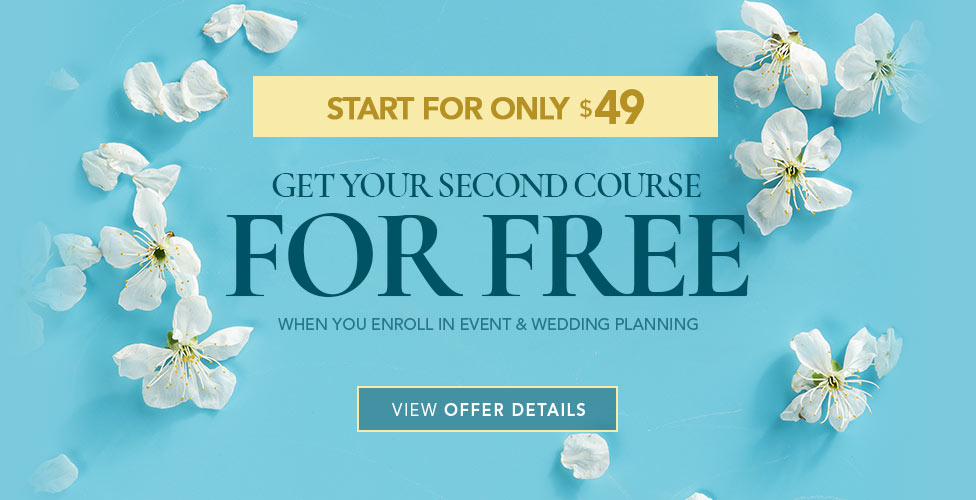 START FOR ONLY $49
GET YOUR SECOND COURSE
FOR FREE
WHEN YOU ENROLL IN EVENT & WEDDING PLANNING
VIEW OFFER DETAILS